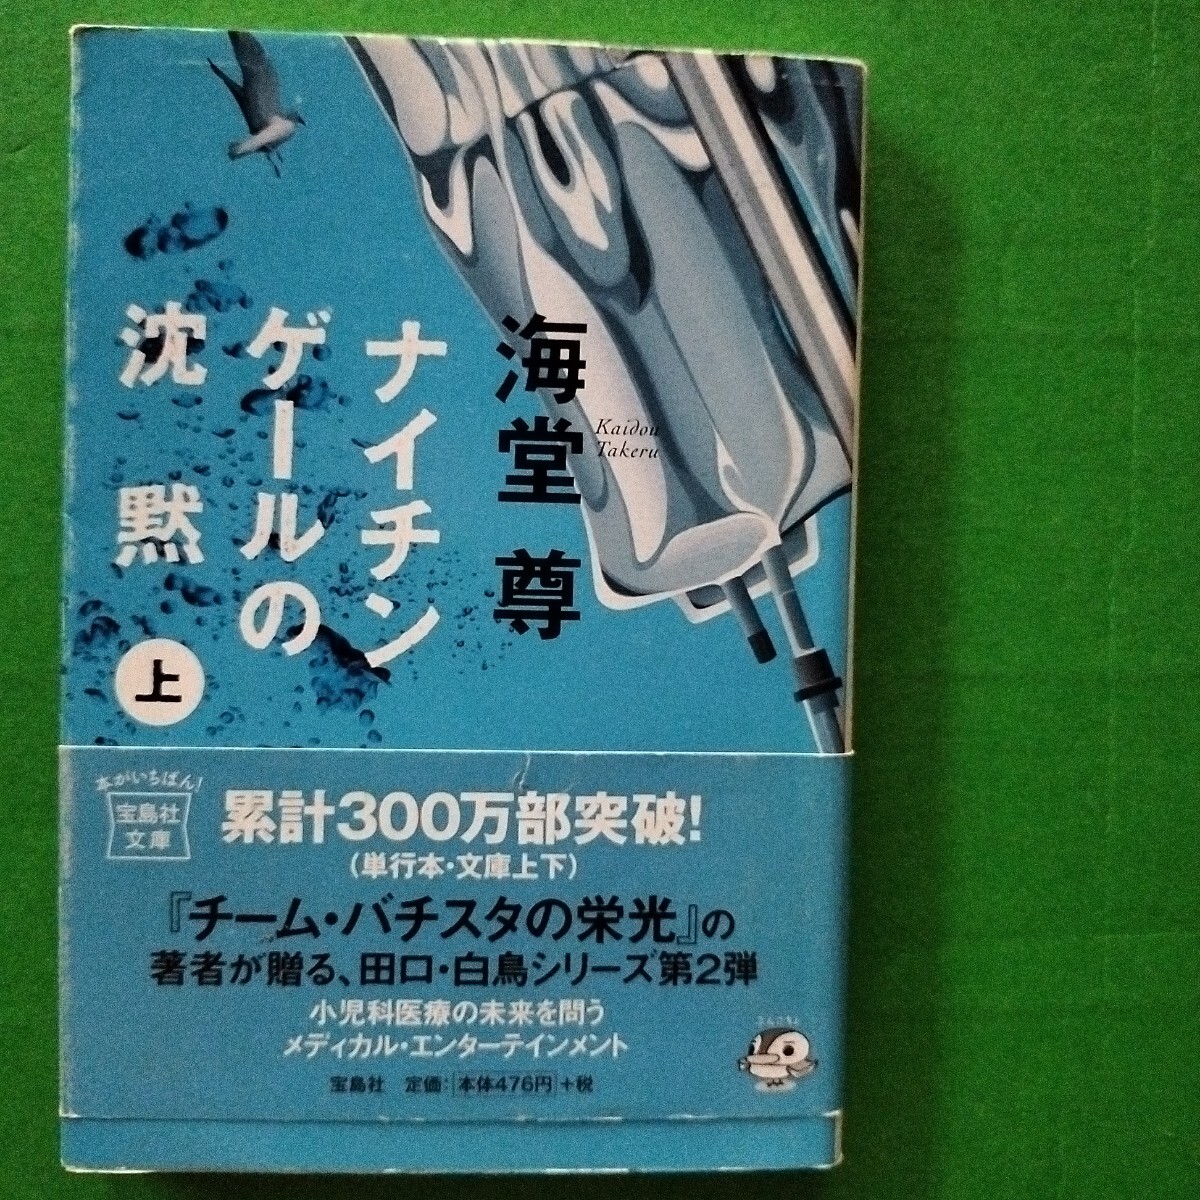 海堂 尊
Kaidou
Takeru
ナイチン
ゲールの
沈黙
上
本がいちばん!
宝島社
文庫
累計300万部突破!
(単行本・文庫上下)
『チーム・バチスタの栄光』の
著者が贈る、田口・白鳥シリーズ第2弾
小児科医療の未来を問う
メディカル・エンターテインメント
宝島社 定価:本体476円+税